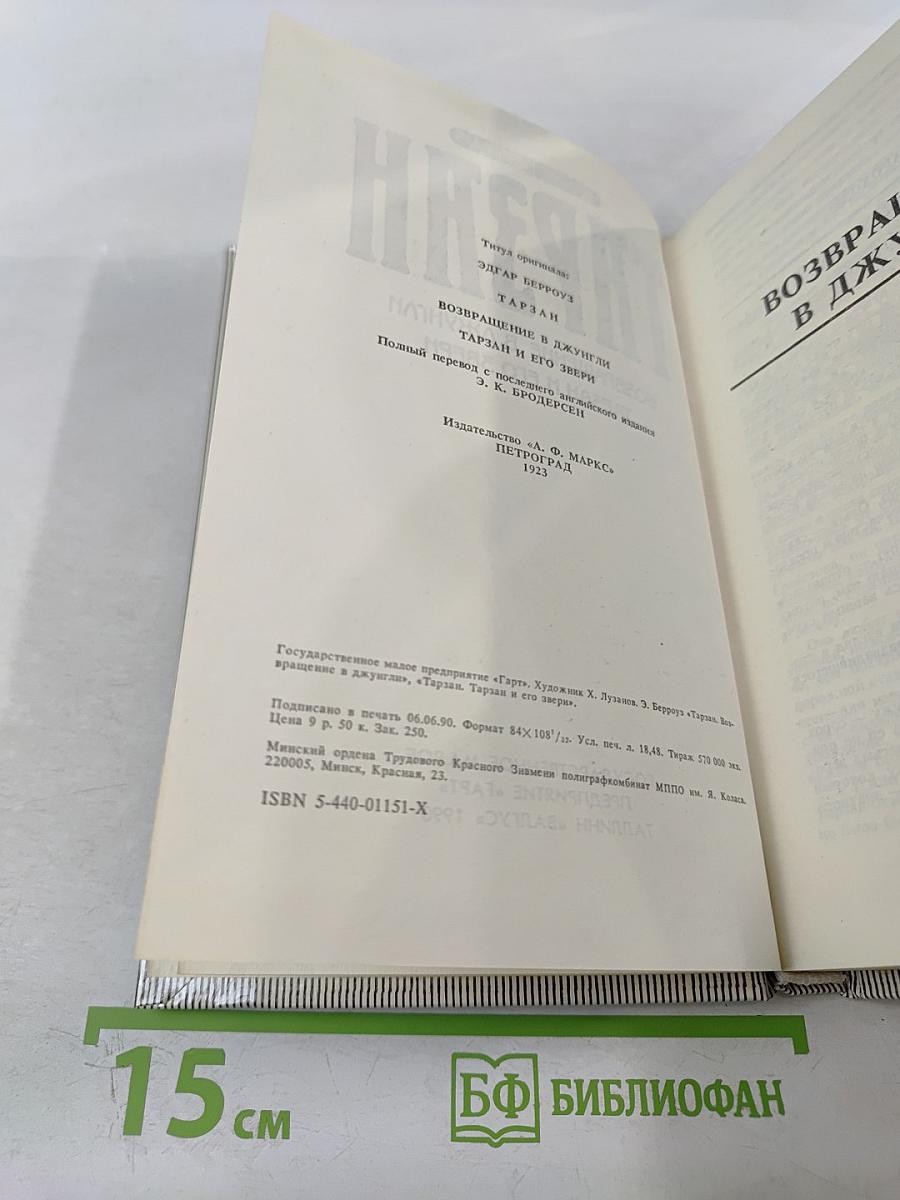 Титул оригинала:
ЭДГАР БЕРРОУЗ
ТАРЗАН
ВОЗВРАЩЕНИЕ В ДЖУНГЛИ
ТАРЗАН И ЕГО ЗВЕРИ
Полный перевод с последнего английского издания
Э. К. БРОДЕРСЕН
Издательство «А. Ф. МАРКС»
ПЕТРОГРАД
1923
Государственное малое предприятие «Гарт». Художник Х. Лузанов. Э. Берроуз «Тарзан. Воз-
вращение в джунгли», «Тарзан. Тарзан и его звери».
Подписано в печать 06.06.90. Формат 84×108¹/₃₂. Усл. печ. л. 18,48. Тираж 570 000 экз.
Цена 9 р. 50 к. Зак. 250.
Минский ордена Трудового Красного Знамени полиграфкомбинат МППО им. Я. Коласа.
220005, Минск, Красная, 23.
ISBN 5-440-01151-X
ВОЗВРАЩ
В ДЖУ
15 см
БФ БИБЛИОФАН